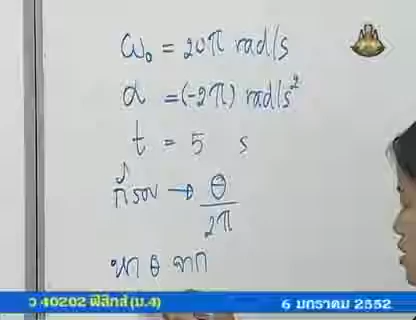 ω₀ = 20π rad/s
α = (-2π) rad/s²
t = 5 s
กี่รอบ → θ/2π
หา θ จาก
ว 40202 ฟิสิกส์ (ม.4)
6 มกราคม 2552